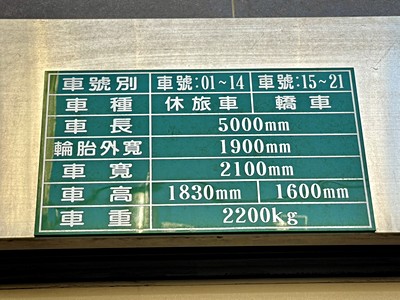 車號別 車號:01~14 車號:15~21
車種 休旅車 轎車
車長 5000mm
輪胎外寬 1900mm
車寬 2100mm
車高 1830mm 1600mm
車重 2200kg